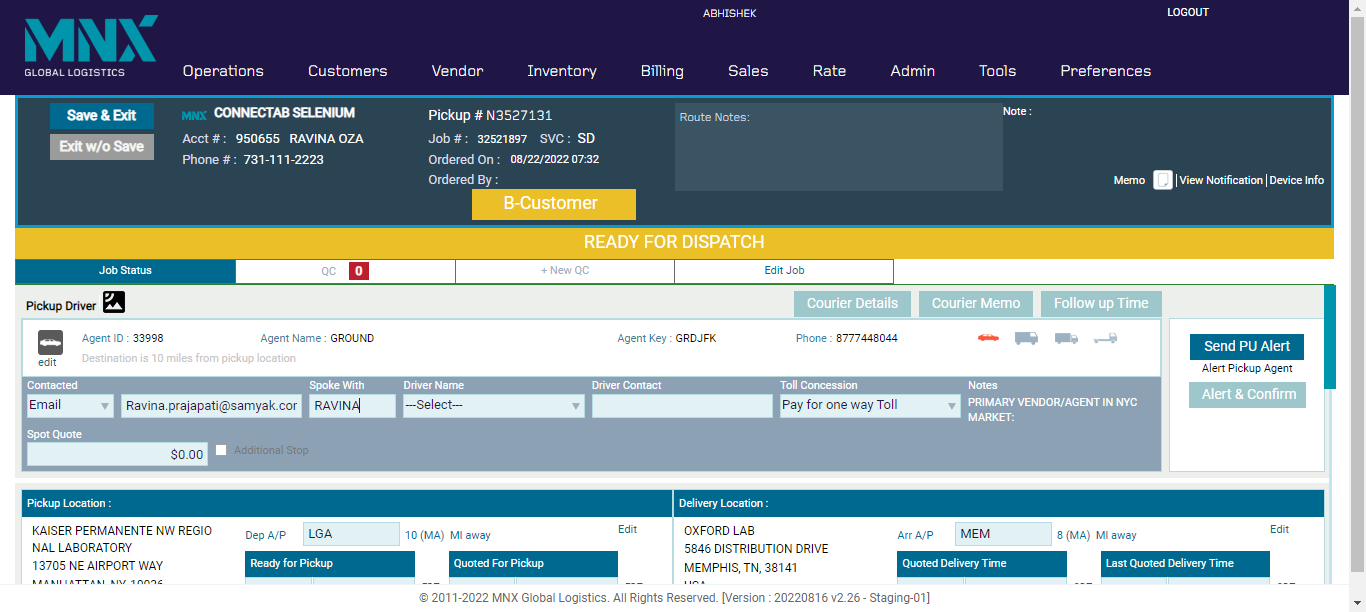 ABHISHEK
LOGOUT
MNX
GLOBAL LOGISTICS
Operations Customers Vendor Inventory Billing Sales Rate Admin Tools Preferences
Save & Exit
Exit w/o Save
MNX CONNECTAB SELENIUM
Acct # : 950655 RAVINA OZA
Phone # : 731-111-2223
Pickup # N3527131
Job # : 32521897 SVC : SD
Ordered On : 08/22/2022 07:32
Ordered By :
B-Customer
Route Notes:
Note :
Memo | View Notification | Device Info
READY FOR DISPATCH
Job Status
QC 0
+ New QC
Edit Job
Pickup Driver
Courier Details
Courier Memo
Follow up Time
edit
Agent ID : 33998
Agent Name : GROUND
Agent Key : GRDJFK
Phone : 8777448044
Destination is 10 miles from pickup location
Send PU Alert
Alert Pickup Agent
Alert & Confirm
Contacted
Email
Ravina.prajapati@samyak.cor
Spoke With
RAVINA
Driver Name
---Select---
Driver Contact
Toll Concession
Pay for one way Toll
Notes
PRIMARY VENDOR/AGENT IN NYC
MARKET:
Spot Quote
$0.00
Additional Stop
Pickup Location :
KAISER PERMANENTE NW REGIO
NAL LABORATORY
13705 NE AIRPORT WAY
MANHATTAN, NY, 10036
Dep A/P LGA 10 (MA) MI away
Edit
Ready for Pickup
Quoted For Pickup
Delivery Location :
OXFORD LAB
5846 DISTRIBUTION DRIVE
MEMPHIS, TN, 38141
USA
Arr A/P MEM 8 (MA) MI away
Edit
Quoted Delivery Time
Last Quoted Delivery Time
© 2011-2022 MNX Global Logistics. All Rights Reserved. [Version : 20220816 v2.26 - Staging-01]